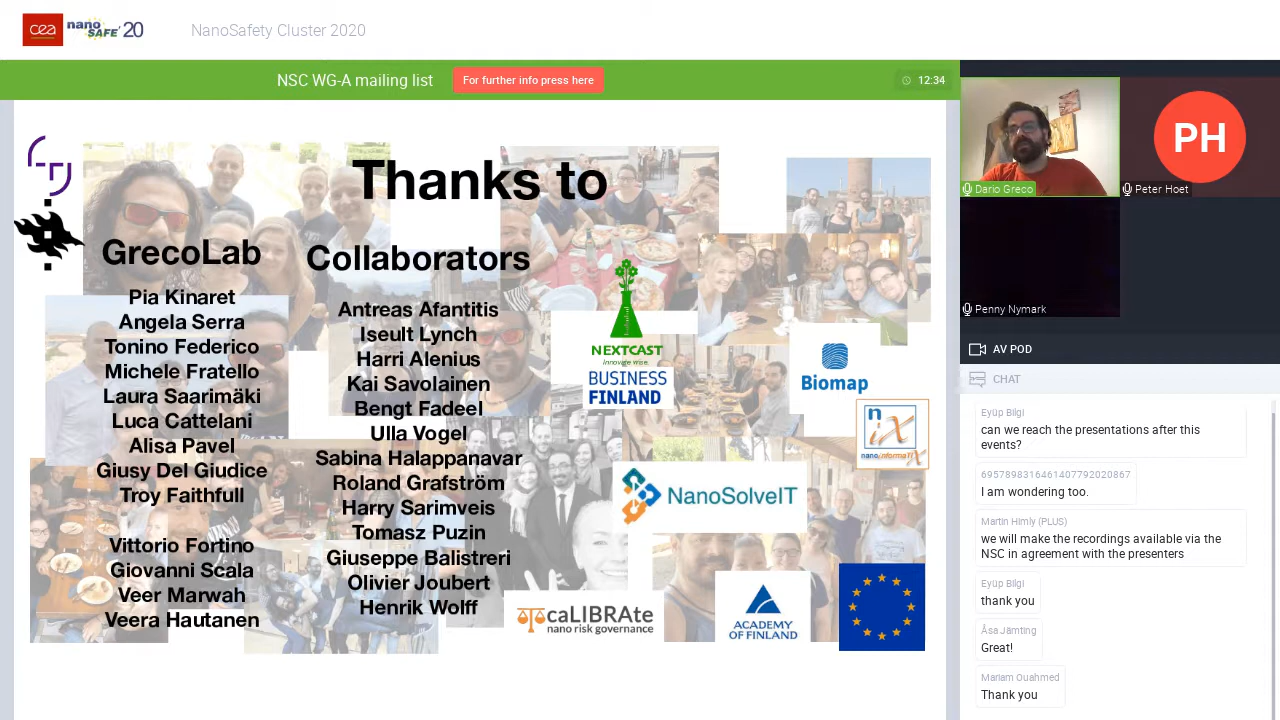 cea
nano
SAFE' 20
NanoSafety Cluster 2020
NSC WG-A mailing list
For further info press here
12:34
Thanks to
GrecoLab
Pia Kinaret
Angela Serra
Tonino Federico
Michele Fratello
Laura Saarimäki
Luca Cattelani
Alisa Pavel
Giusy Del Giudice
Troy Faithfull
Vittorio Fortino
Giovanni Scala
Veer Marwah
Veera Hautanen
Collaborators
Antreas Afantitis
Iseult Lynch
Harri Alenius
Kai Savolainen
Bengt Fadeel
Ulla Vogel
Sabina Halappanavar
Roland Grafström
Harry Sarimveis
Tomasz Puzin
Giuseppe Balistreri
Olivier Joubert
Henrik Wolff
NEXTCAST
Innovate wise.
BUSINESS
FINLAND
Biomap
n
iX
nanoinformaTIX
NanoSolveIT
caLIBRAte
nano risk governance
ACADEMY
OF FINLAND
Dario Greco
PH
Peter Hoet
Penny Nymark
AV POD
CHAT
Eyüp Bilgi
can we reach the presentations after this
events?
6957898316461407792020867
I am wondering too.
Martin Himly (PLUS)
we will make the recordings available via the
NSC in agreement with the presenters
Eyüp Bilgi
thank you
Åsa Jämting
Great!
Mariam Ouahmed
Thank you